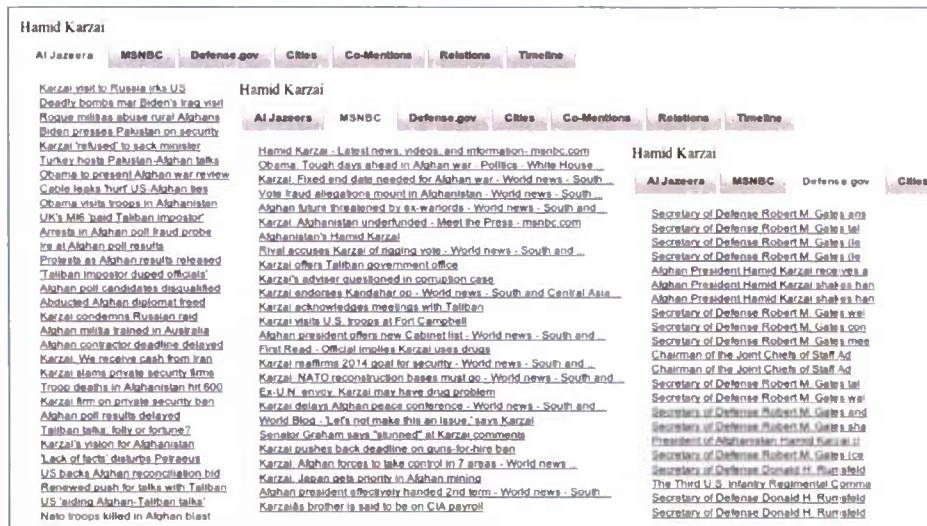 Hamid Karzai
Al Jazeera MSNBC Defense.gov Cities Co-Mentions Relations Timeline
Karzai visit to Russia irks US
Deadly bombs mar Biden's Iraq visit
Rogue militias abuse rural Afghans
Biden presses Pakistan on security
Karzai 'refused' to sack minister
Turkey hosts Pakistan-Afghan talks
Obama to present Afghan war review
Cable leaks 'hurt' US-Afghan ties
Obama visits troops in Afghanistan
UK's MI6 'paid Taliban impostor'
Arrests in Afghan poll fraud probe
Ire at Afghan poll results
Protests as Afghan results released
'Taliban impostor duped officials'
Afghan poll candidates disqualified
Abducted Afghan diplomat freed
Karzai condemns Russian raid
Afghan militia trained in Australia
Afghan contractor deadline delayed
Karzai: We receive cash from Iran
Karzai slams private security firms
Troop deaths in Afghanistan hit 600
Karzai firm on private security ban
Afghan poll results delayed
Taliban talks: folly or fortune?
Karzai's vision for Afghanistan
'Lack of facts' disturbs Petraeus
US backs Afghan reconciliation bid
Renewed push for talks with Taliban
US 'aiding Afghan-Taliban talks'
Nato troops killed in Afghan blast
Hamid Karzai
Al Jazeera MSNBC Defense.gov Cities Co-Mentions Relations Timeline
Hamid Karzai - Latest news, videos, and information- msnbc.com
Obama: Tough days ahead in Afghan war - Politics - White House ...
Karzai: Fixed end date needed for Afghan war - World news - South ...
Vote fraud allegations mount in Afghanistan - World news - South ...
Afghan future threatened by ex-warlords - World news - South and ...
Karzai: Afghanistan underfunded - Meet the Press - msnbc.com
Afghanistan's Hamid Karzai
Rival accuses Karzai of rigging vote - World news - South and ...
Karzai offers Taliban government office
Karzai's adviser questioned in corruption case
Karzai endorses Kandahar op - World news - South and Central Asia ...
Karzai acknowledges meetings with Taliban
Karzai visits U.S. troops at Fort Campbell
Afghan president offers new Cabinet list - World news - South and ...
First Read - Official implies Karzai uses drugs
Karzai reaffirms 2014 goal for security - World news - South and ...
Karzai: NATO reconstruction bases must go - World news - South and ...
Ex-U.N. envoy: Karzai may have drug problem
Karzai delays Afghan peace conference - World news - South and ...
World Blog - 'Let's not make this an issue,' says Karzai
Senator Graham says "stunned" at Karzai comments
Karzai pushes back deadline on guns-for-hire ban
Karzai: Afghan forces to take control in 7 areas - World news ...
Karzai: Japan gets priority in Afghan mining
Afghan president effectively handed 2nd term - World news - South ...
Karzaiâs brother is said to be on CIA payroll
Hamid Karzai
Al Jazeera MSNBC Defense.gov Cities
Secretary of Defense Robert M. Gates ans
Secretary of Defense Robert M. Gates tal
Secretary of Defense Robert M. Gates (le
Secretary of Defense Robert M. Gates (le
Afghan President Hamid Karzai receives a
Afghan President Hamid Karzai shakes han
Afghan President Hamid Karzai shakes han
Secretary of Defense Robert M. Gates wel
Secretary of Defense Robert M. Gates con
Secretary of Defense Robert M. Gates mee
Chairman of the Joint Chiefs of Staff Ad
Chairman of the Joint Chiefs of Staff Ad
Secretary of Defense Robert M. Gates tal
Secretary of Defense Robert M. Gates wal
Secretary of Defense Robert M. Gates and
Secretary of Defense Robert M. Gates sha
President of Afghanistan Hamid Karzai
Secretary of Defense Robert M. Gates (ce
Secretary of Defense Donald H. Rumsfeld
The Third U.S. Infantry Regimental Comma
Secretary of Defense Donald H. Rumsfeld
Secretary of Defense Donald H. Rumsfeld